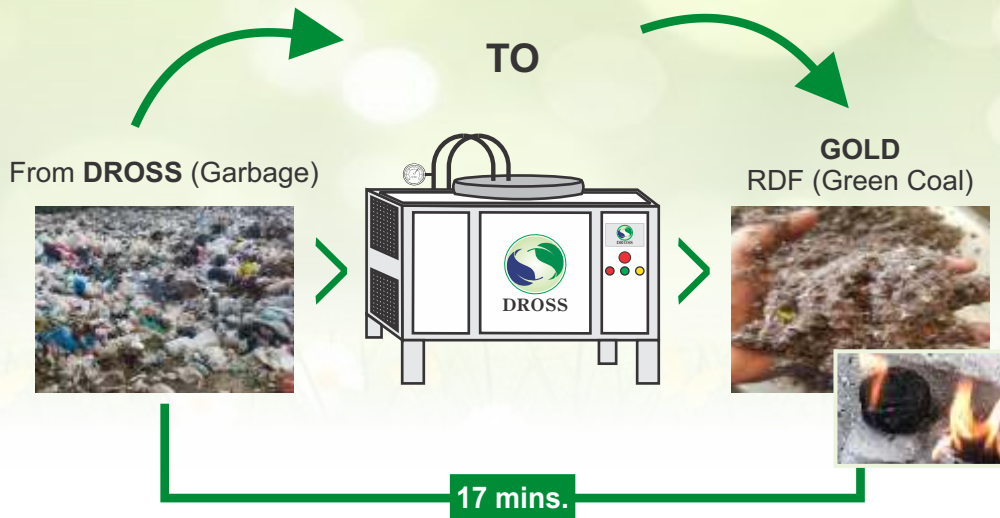 TO
From DROSS (Garbage)
GOLD
RDF (Green Coal)
DROSS
17 mins.